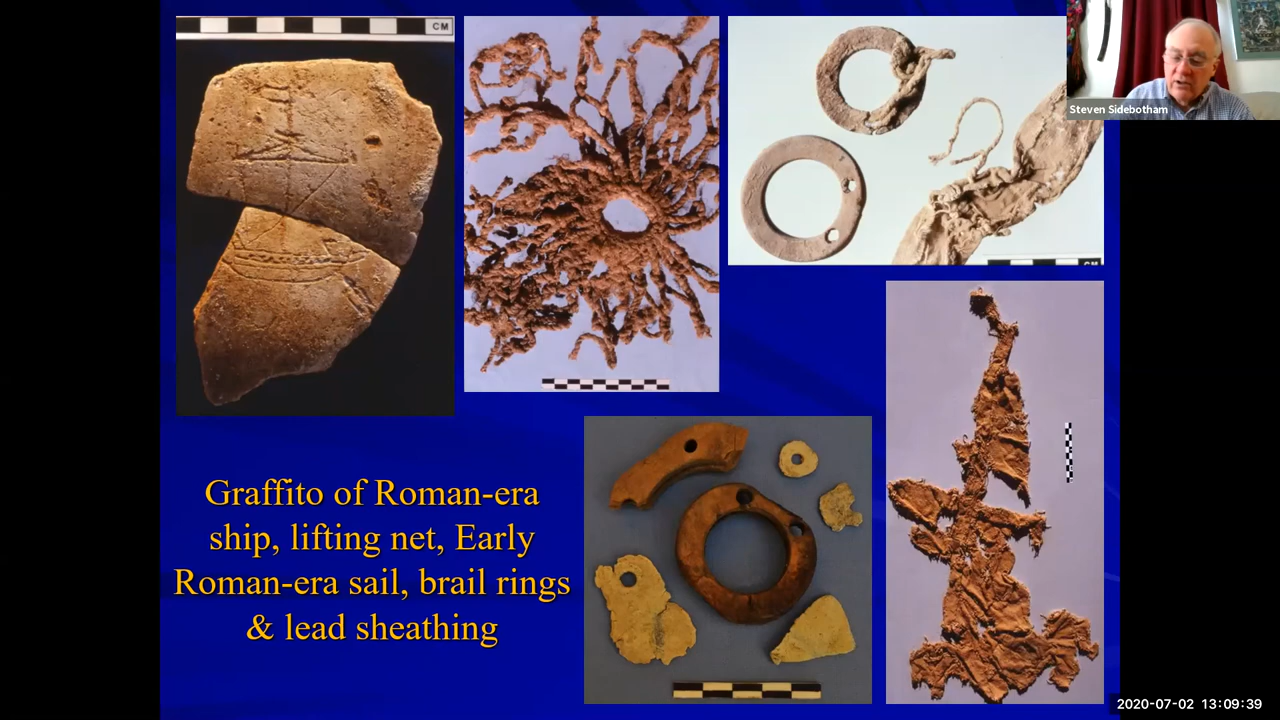 CM
Steven Sidebotham
CM
Graffito of Roman-era
ship, lifting net, Early
Roman-era sail, brail rings
& lead sheathing
2020-07-02 13:09:39